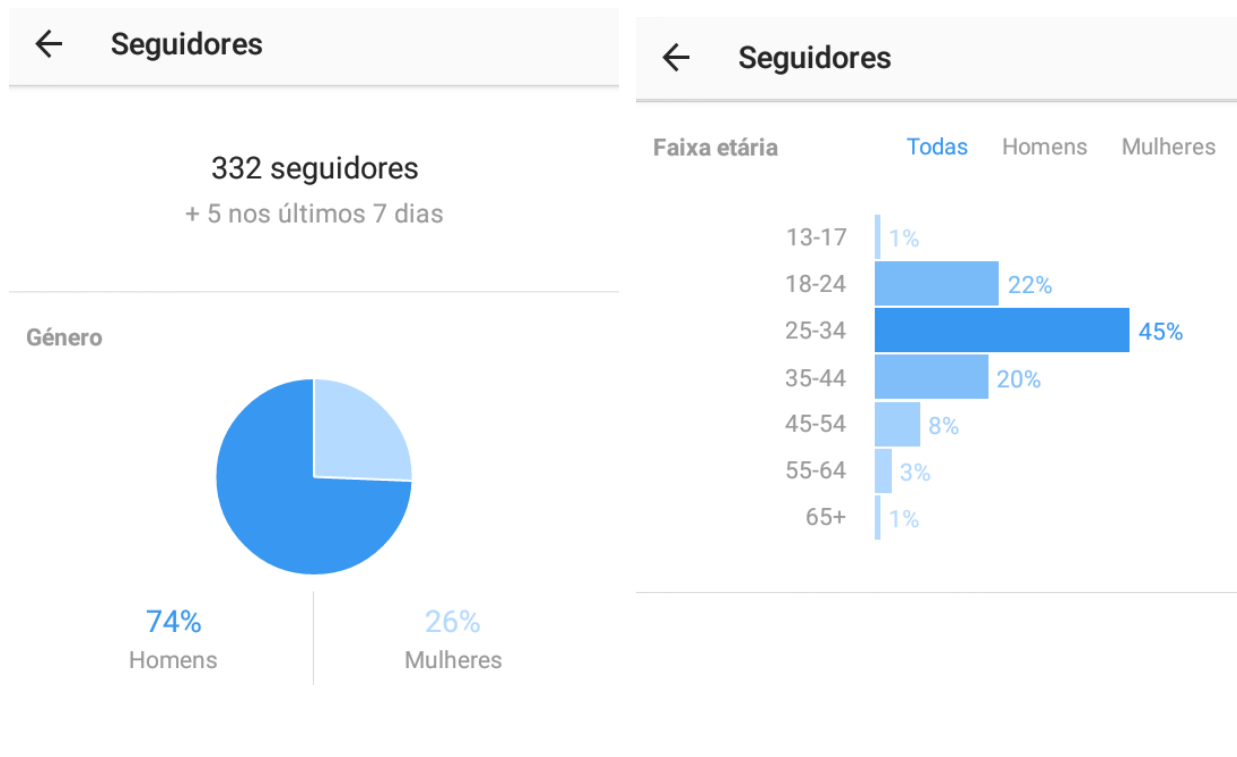 Seguidores
332 seguidores
+ 5 nos últimos 7 dias
Género
74%
Homens
26%
Mulheres
Seguidores
Faixa etária Todas Homens Mulheres
13-17 1%
18-24 22%
25-34 45%
35-44 20%
45-54 8%
55-64 3%
65+ 1%